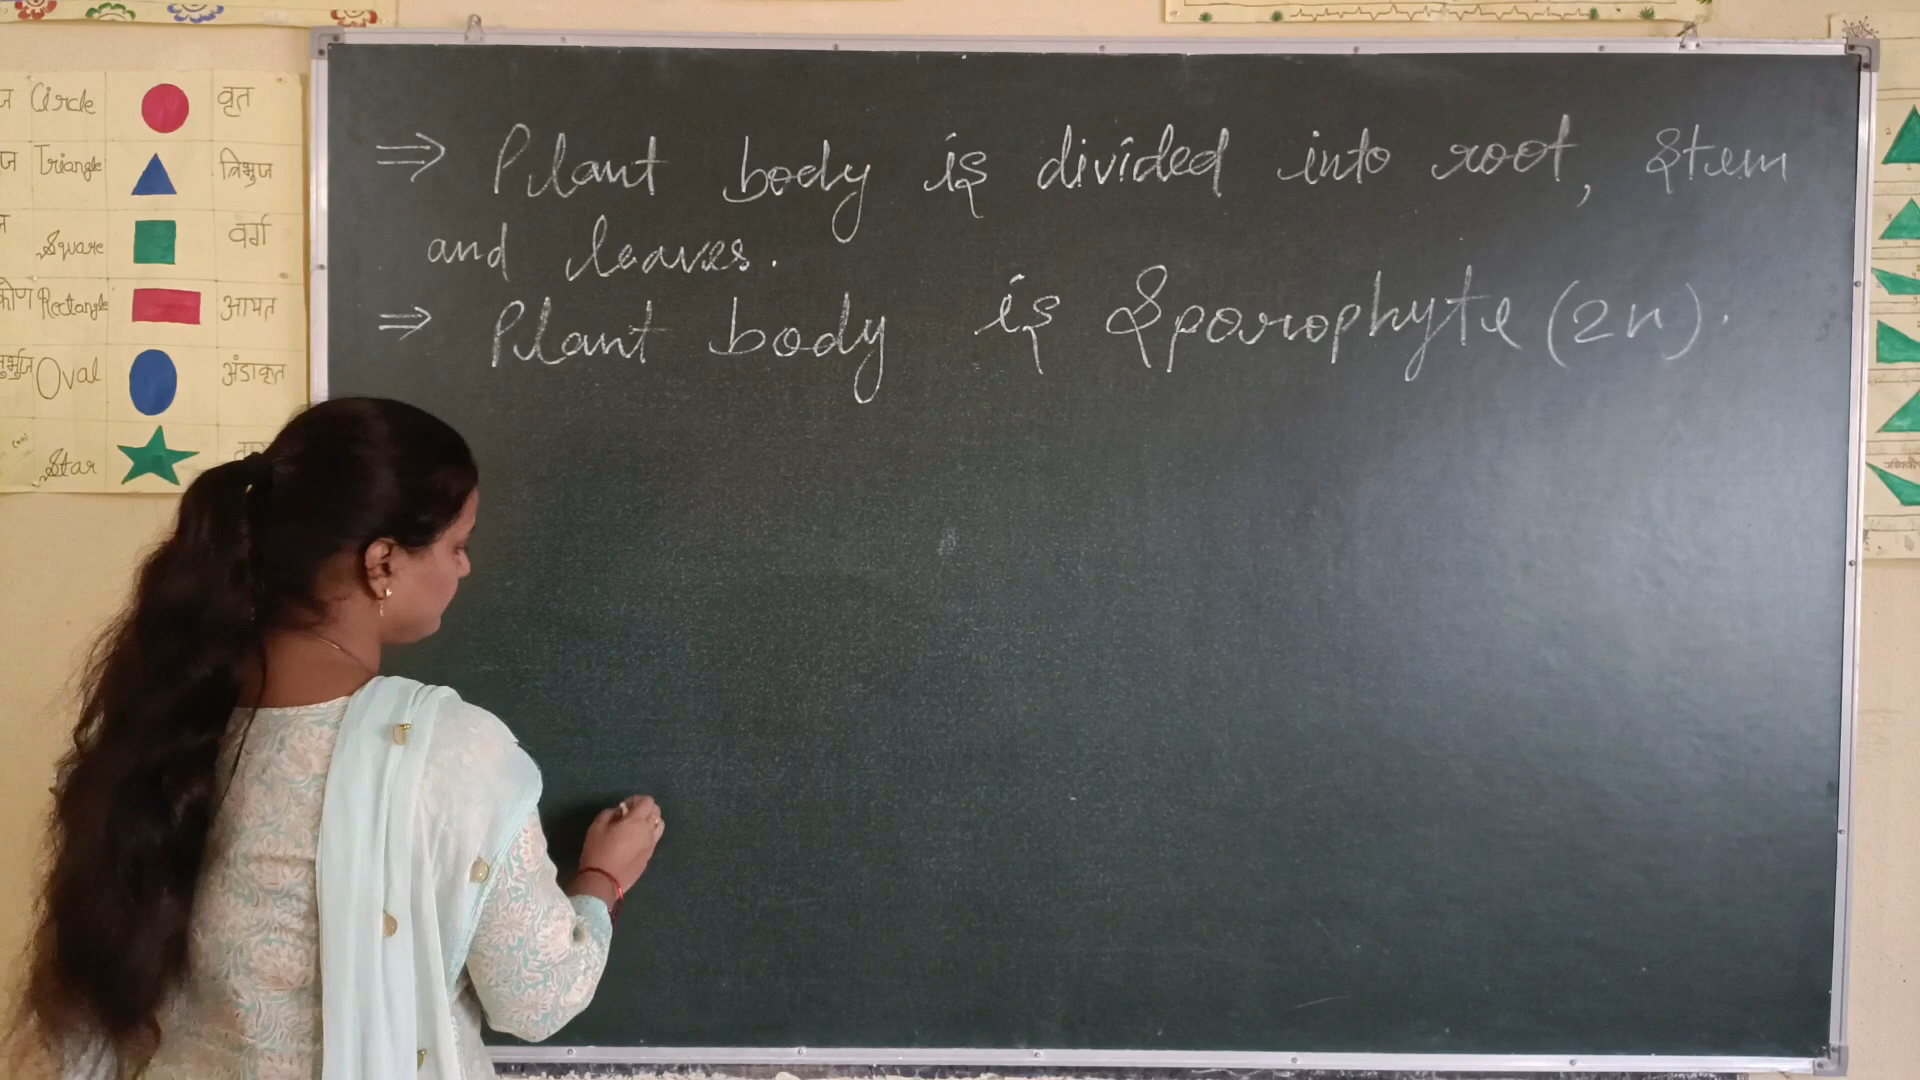 ⇒ Plant body is divided into root, stem
and leaves.
⇒ Plant body is Sporophyte (2n).
Circle वृत
Triangle त्रिभुज
Square वर्ग
Rectangle आयत
Oval अंडाकृत
Star